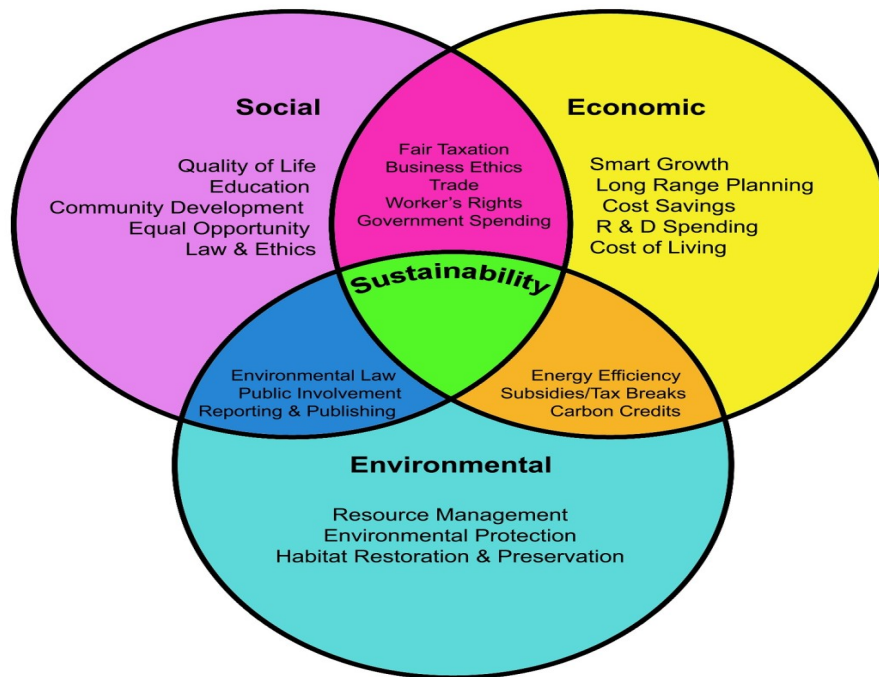 Social
Quality of Life
Education
Community Development
Equal Opportunity
Law & Ethics
Fair Taxation
Business Ethics
Trade
Worker's Rights
Government Spending
Economic
Smart Growth
Long Range Planning
Cost Savings
R & D Spending
Cost of Living
Sustainability
Environmental Law
Public Involvement
Reporting & Publishing
Energy Efficiency
Subsidies/Tax Breaks
Carbon Credits
Environmental
Resource Management
Environmental Protection
Habitat Restoration & Preservation